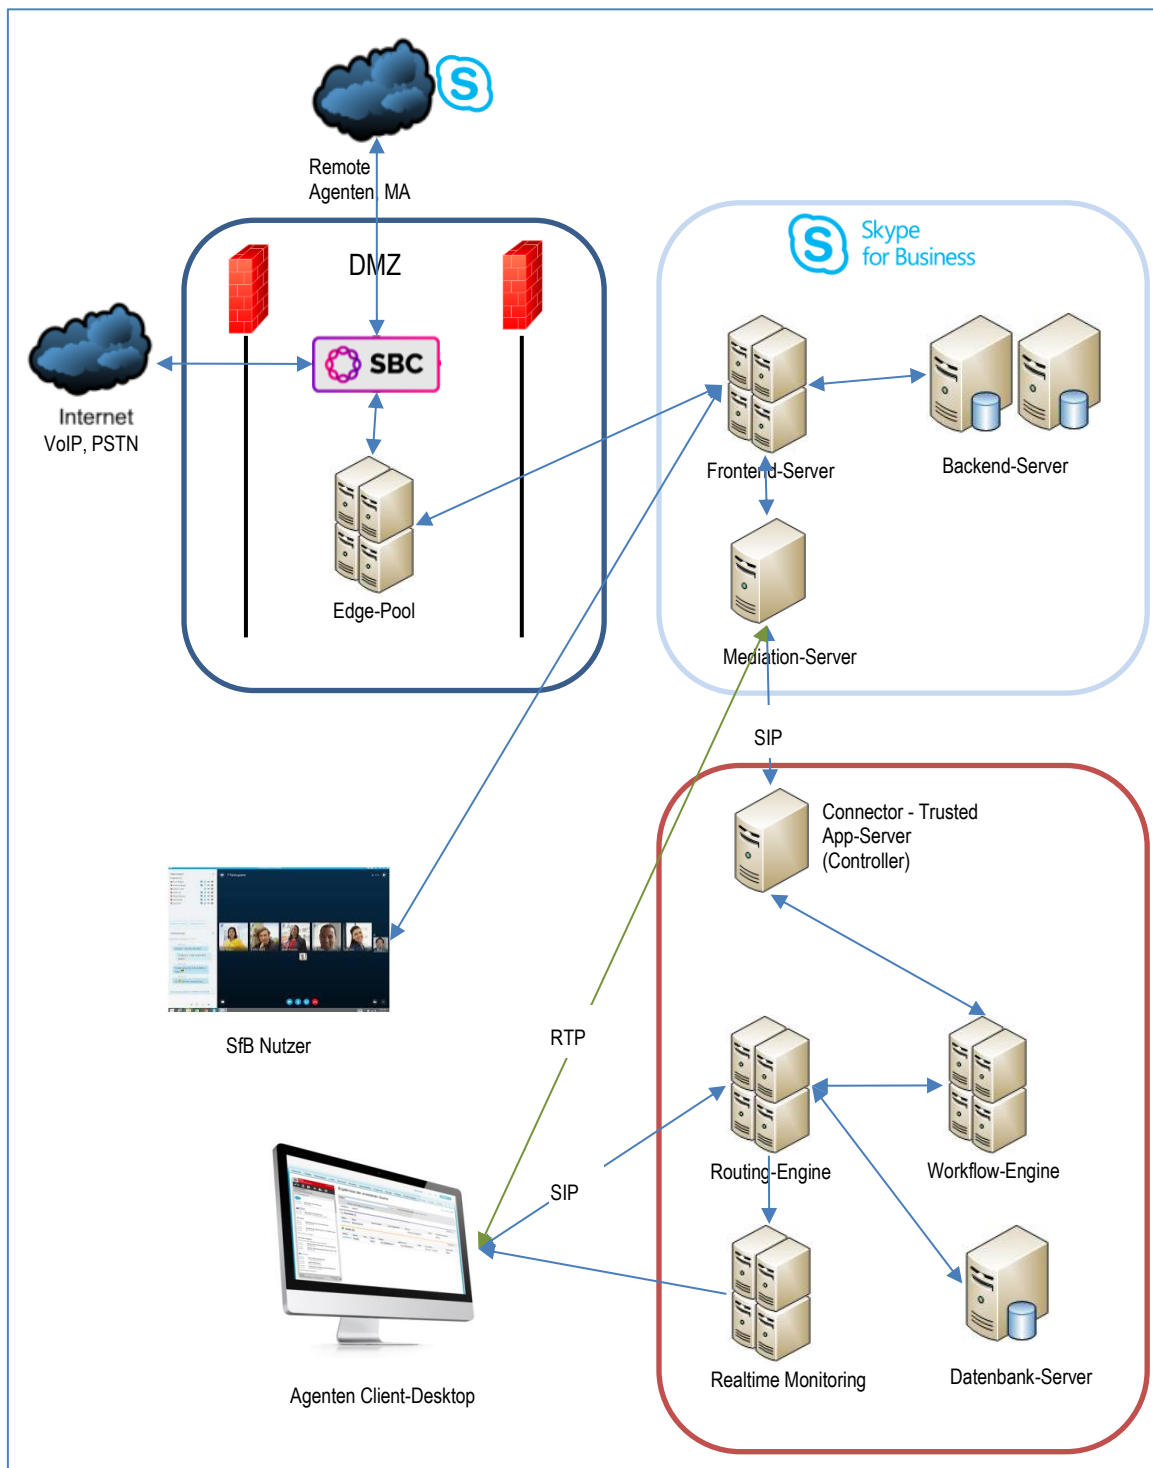 S
Remote
Agenten, MA
DMZ
SBC
Internet
VoIP, PSTN
Edge-Pool
S
Skype
for Business
Frontend-Server
Backend-Server
Mediation-Server
SIP
Connector - Trusted
App-Server
(Controller)
SfB Nutzer
RTP
SIP
Routing-Engine
Workflow-Engine
Agenten Client-Desktop
Realtime Monitoring
Datenbank-Server